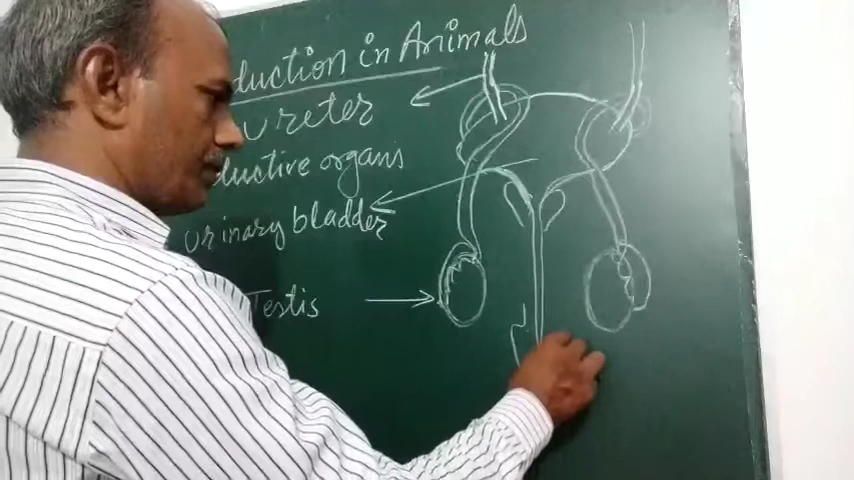 duction in Animals
ureter
ductive organs
urinary bladder
Testis